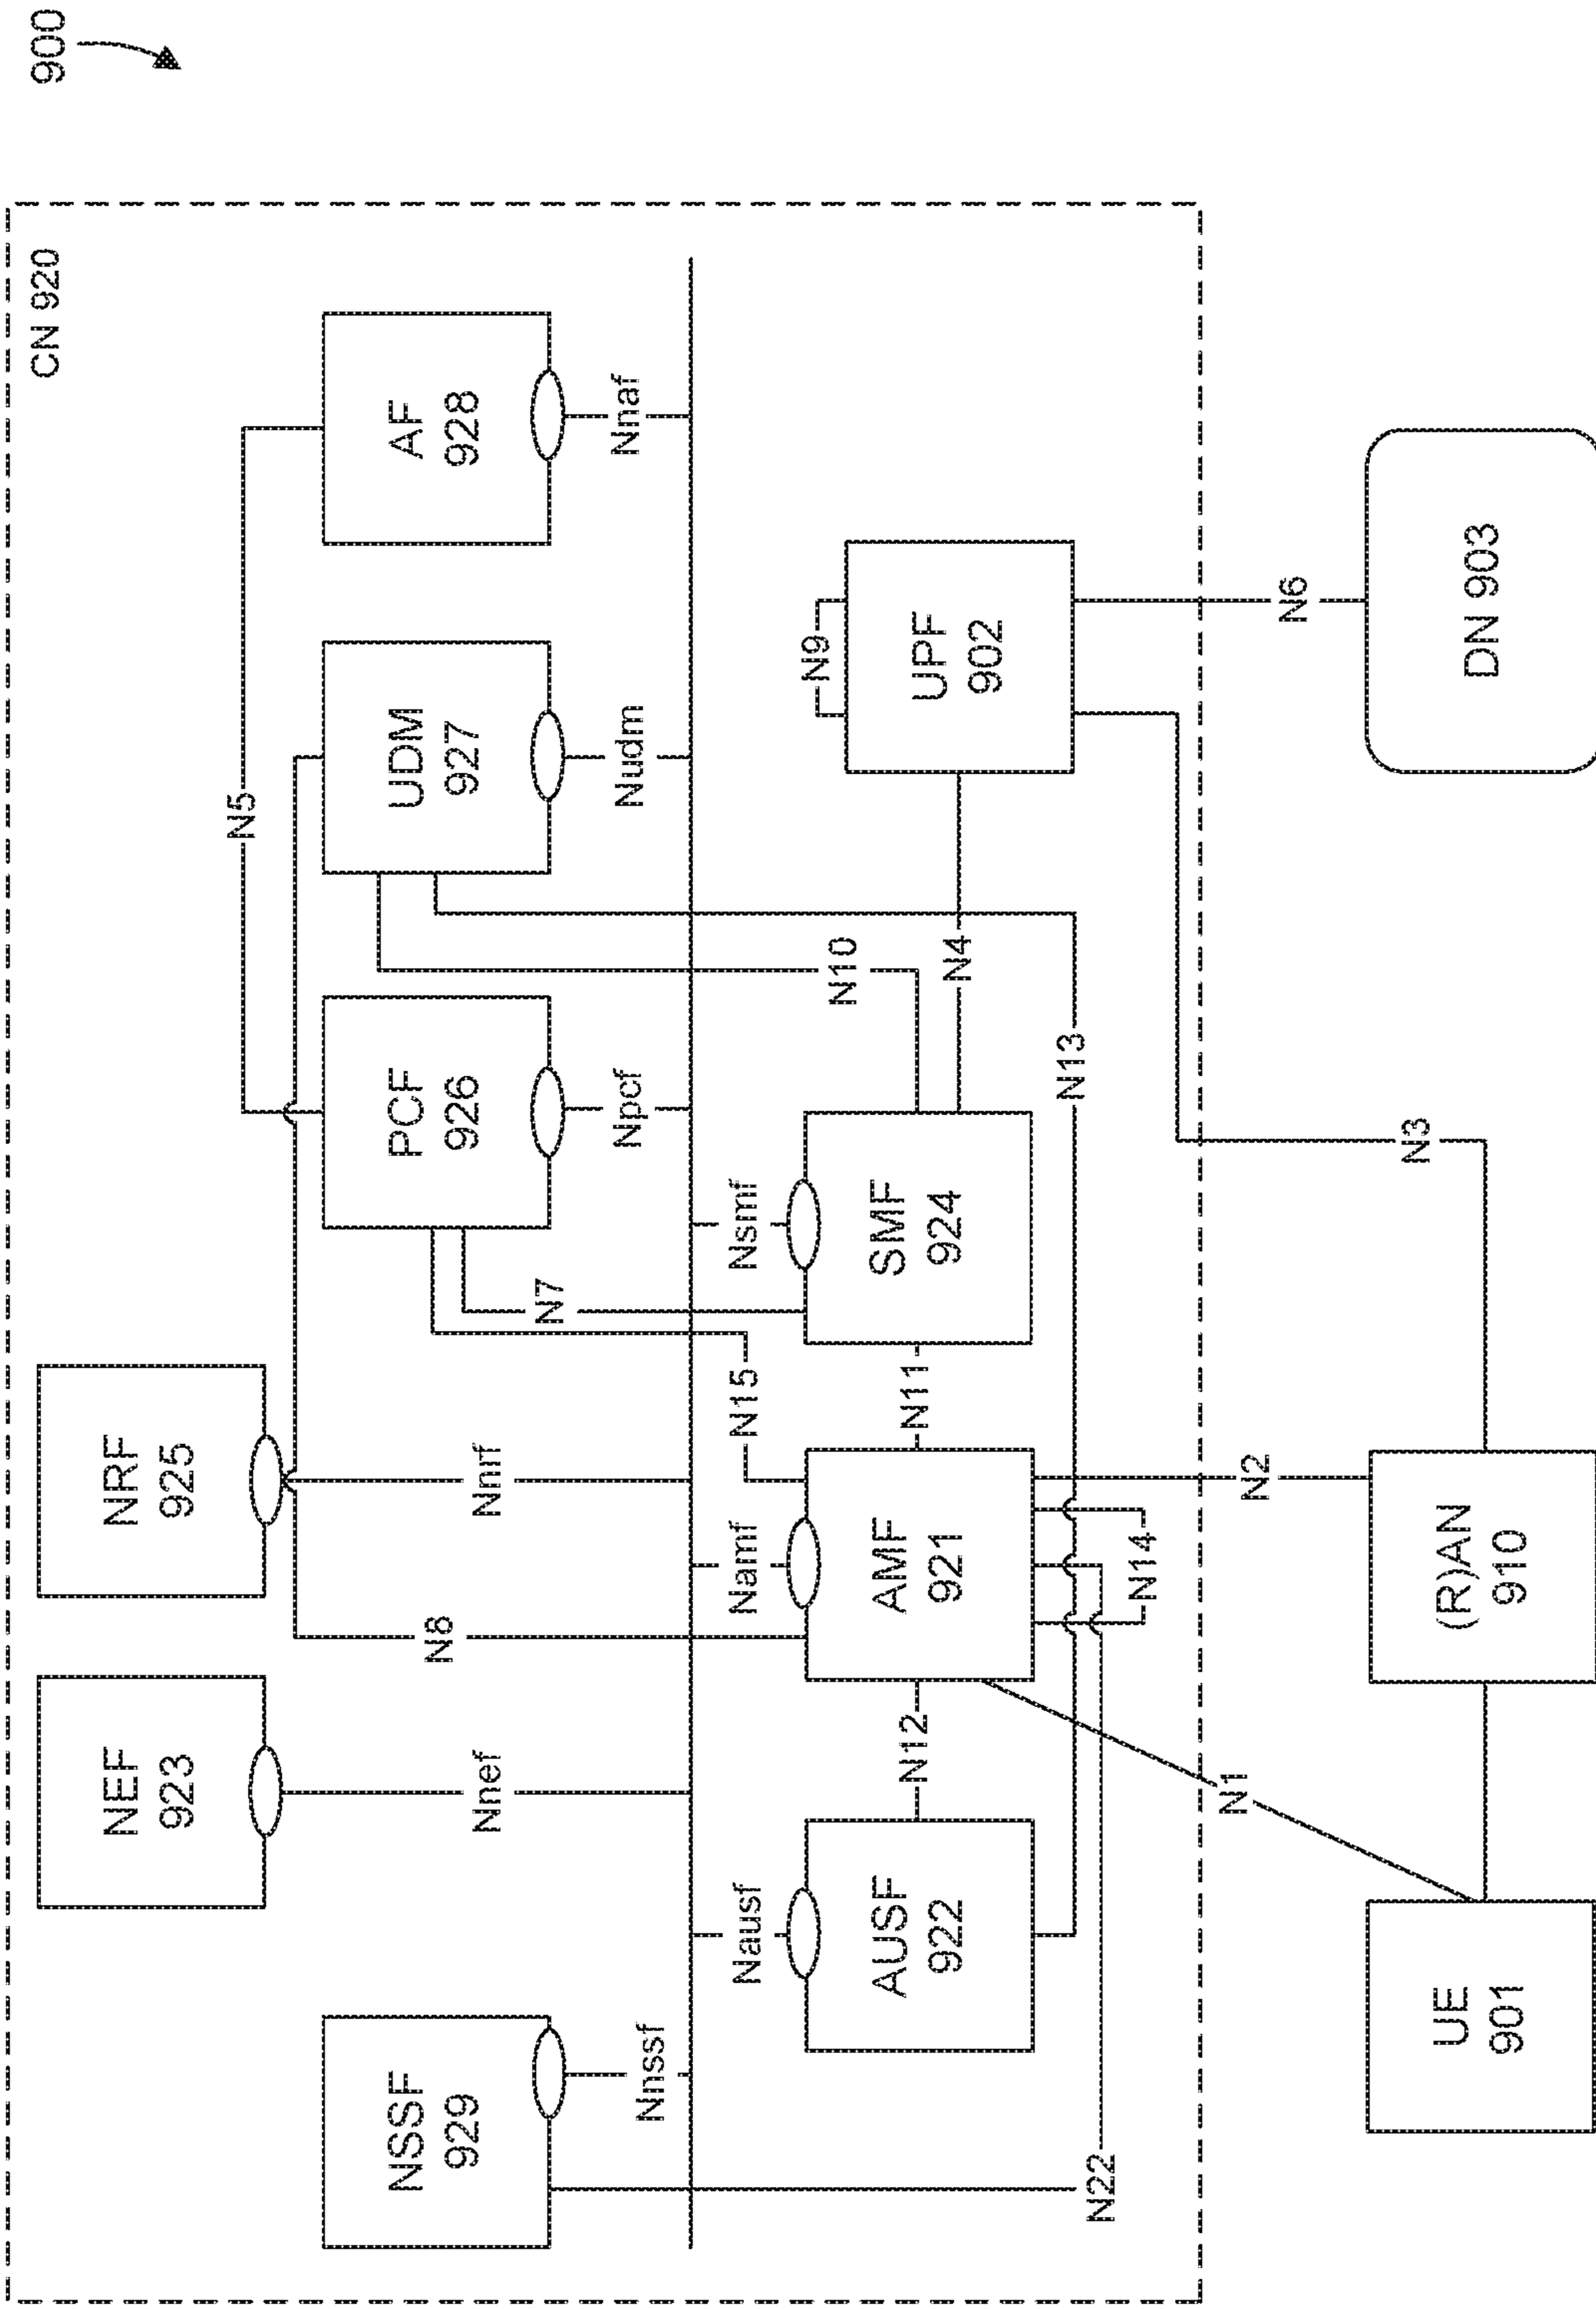 900
CN 920
NEF
923
NRF
925
N5
NSSF
929
PCF
926
UDM
927
AF
928
N8
Nnef
Nnrf
N7
Nnssf
Npcf
Nudm
Nnaf
Nausf
Namf
N15
Nsmf
N9
N10
AUSF
922
N12
AMF
921
N11
SMF
924
N4
UPF
902
N13
N22
N14
N1
N2
N6
N3
UE
901
(R)AN
910
DN 903